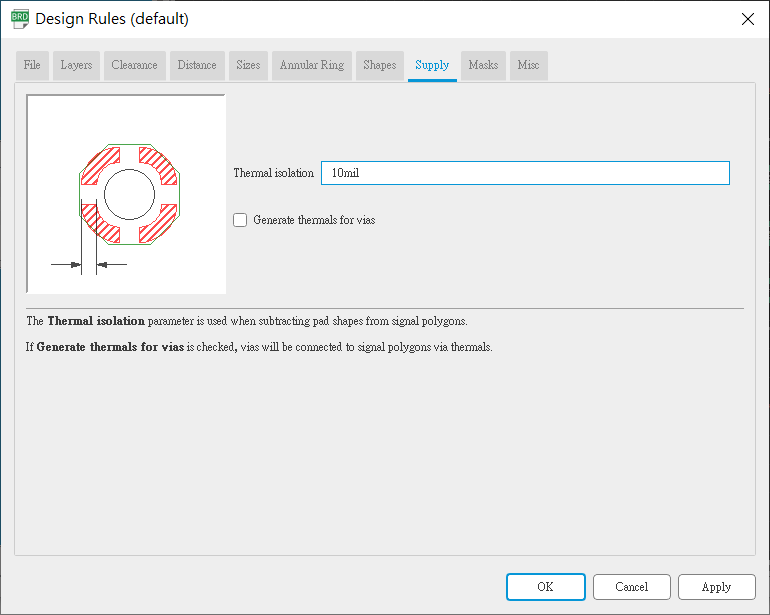 BRD
Design Rules (default)
File Layers Clearance Distance Sizes Annular Ring Shapes Supply Masks Misc
Thermal isolation 10mil
Generate thermals for vias
The Thermal isolation parameter is used when subtracting pad shapes from signal polygons.
If Generate thermals for vias is checked, vias will be connected to signal polygons via thermals.
OK Cancel Apply